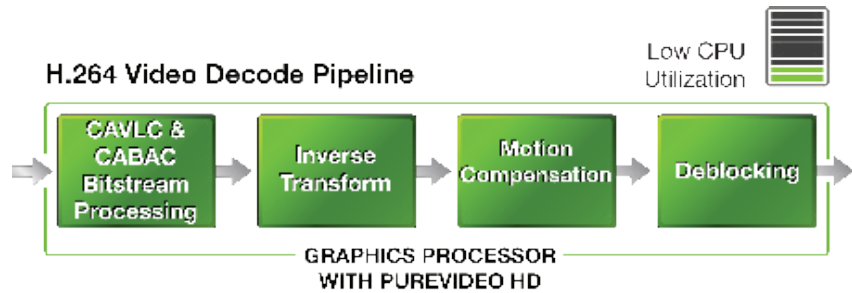 Low CPU
Utilization
H.264 Video Decode Pipeline
CAVLC &
CABAC
Bitstream
Processing
Inverse
Transform
Motion
Compensation
Deblocking
GRAPHICS PROCESSOR
WITH PUREVIDEO HD